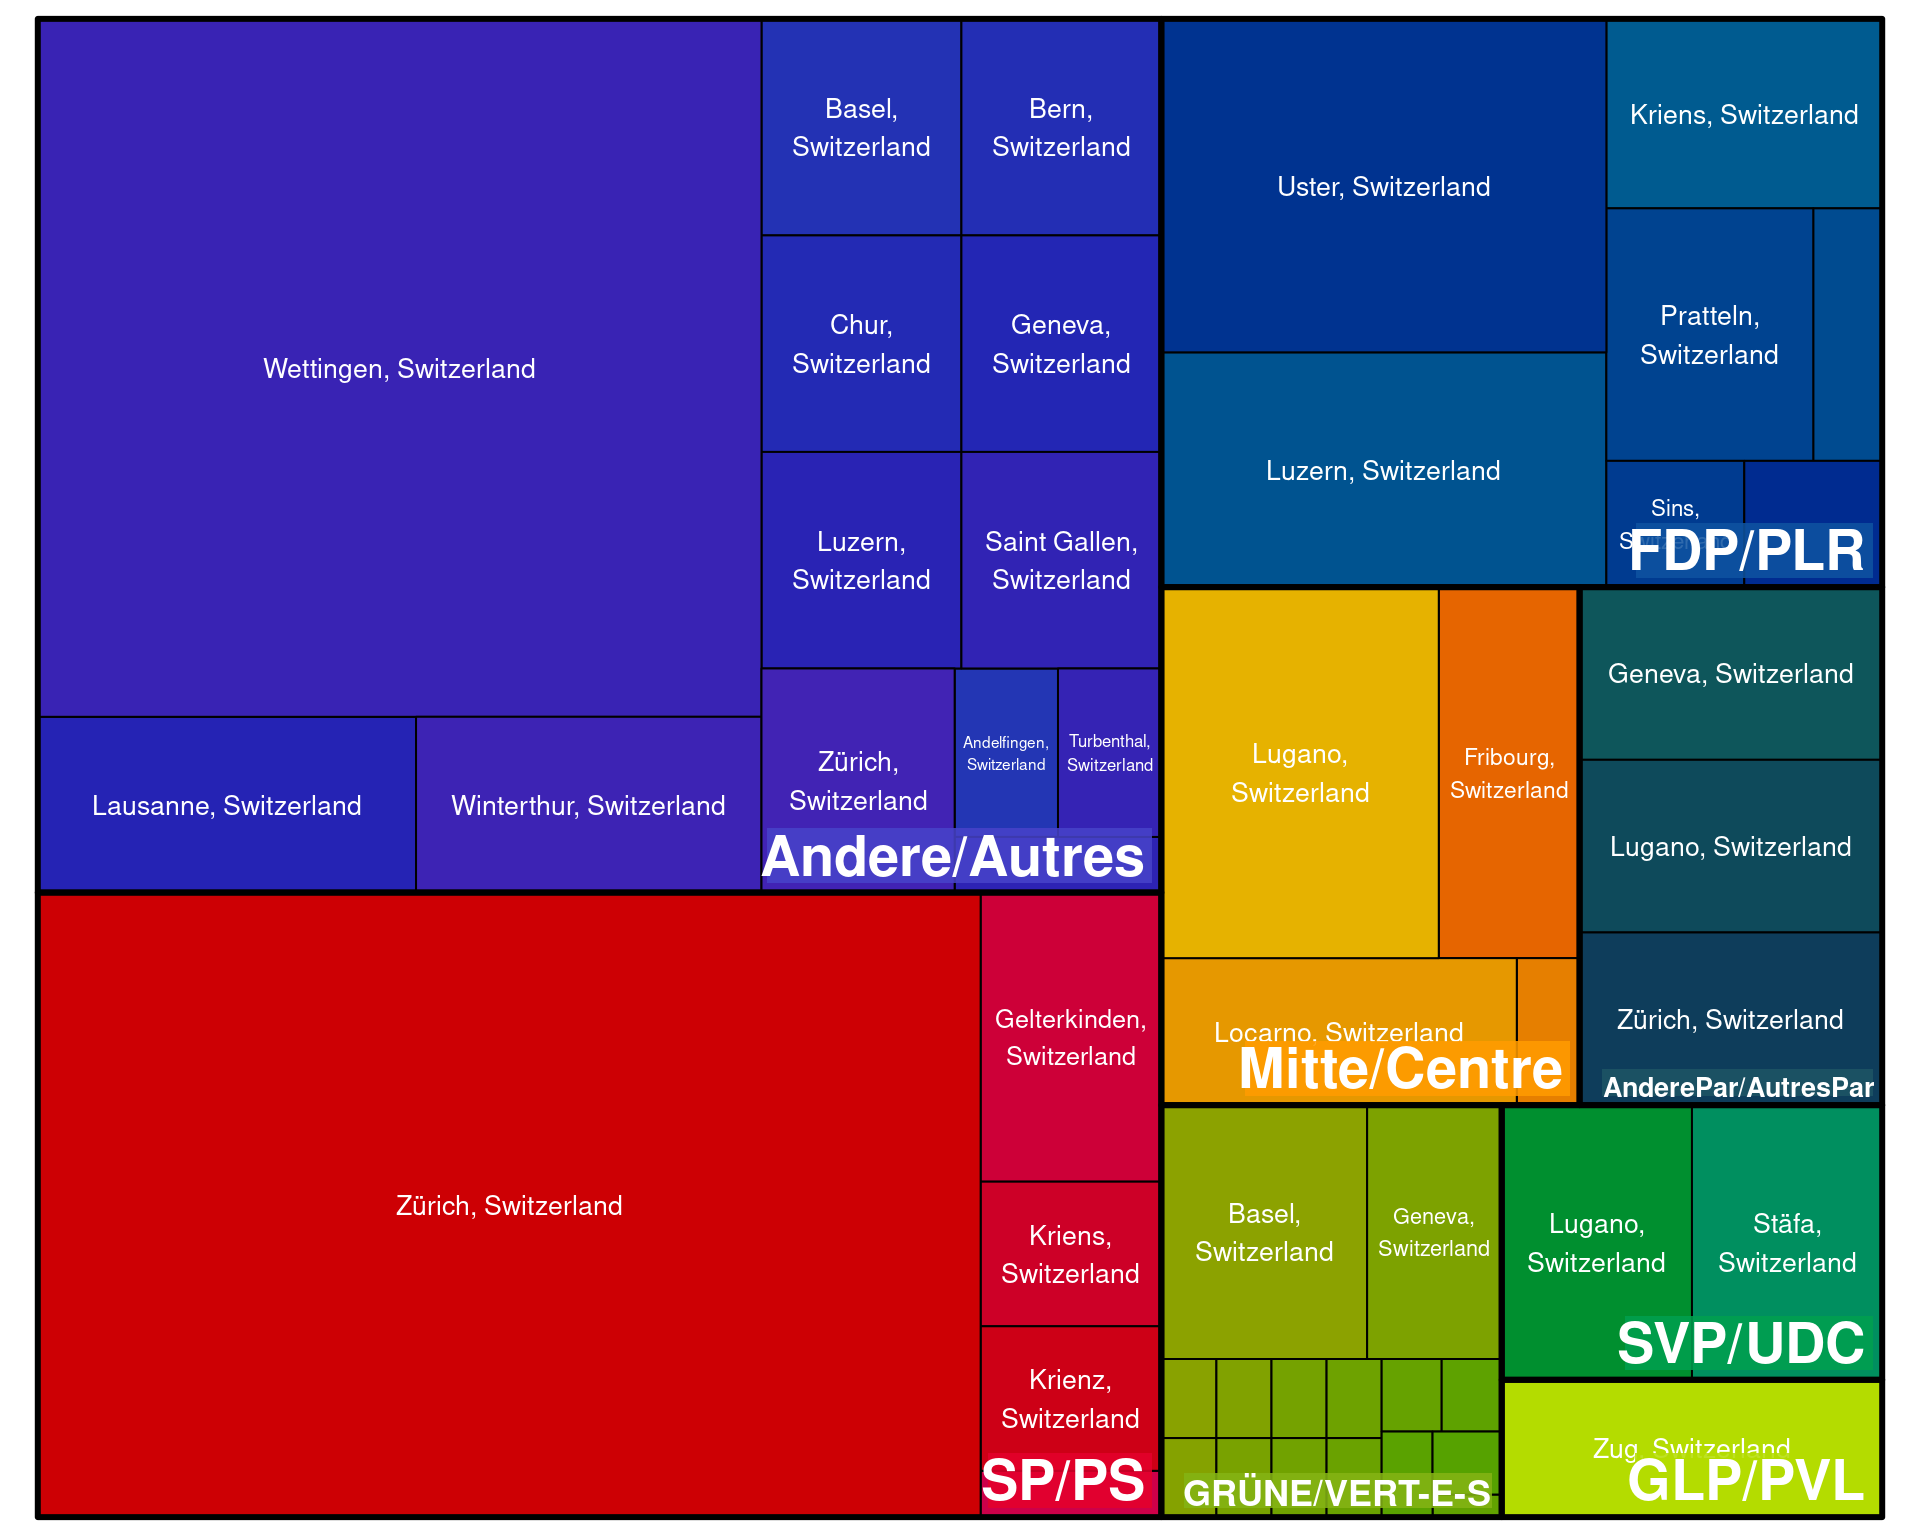 Wettingen, Switzerland
Basel,
Switzerland
Bern,
Switzerland
Chur,
Switzerland
Geneva,
Switzerland
Luzern,
Switzerland
Saint Gallen,
Switzerland
Lausanne, Switzerland
Winterthur, Switzerland
Zürich,
Switzerland
Andelfingen,
Switzerland
Turbenthal,
Switzerland
Andere/Autres
Uster, Switzerland
Kriens, Switzerland
Pratteln,
Switzerland
Luzern, Switzerland
Sins,
FDP/PLR
Lugano,
Switzerland
Fribourg,
Switzerland
Locarno, Switzerland
Mitte/Centre
Geneva, Switzerland
Lugano, Switzerland
Zürich, Switzerland
AnderePar/AutresPar
Zürich, Switzerland
Gelterkinden,
Switzerland
Kriens,
Switzerland
Krienz,
Switzerland
SP/PS
Basel,
Switzerland
Geneva,
Switzerland
GRÜNE/VERT-E-S
Lugano,
Switzerland
Stäfa,
Switzerland
SVP/UDC
Zug, Switzerland
GLP/PVL